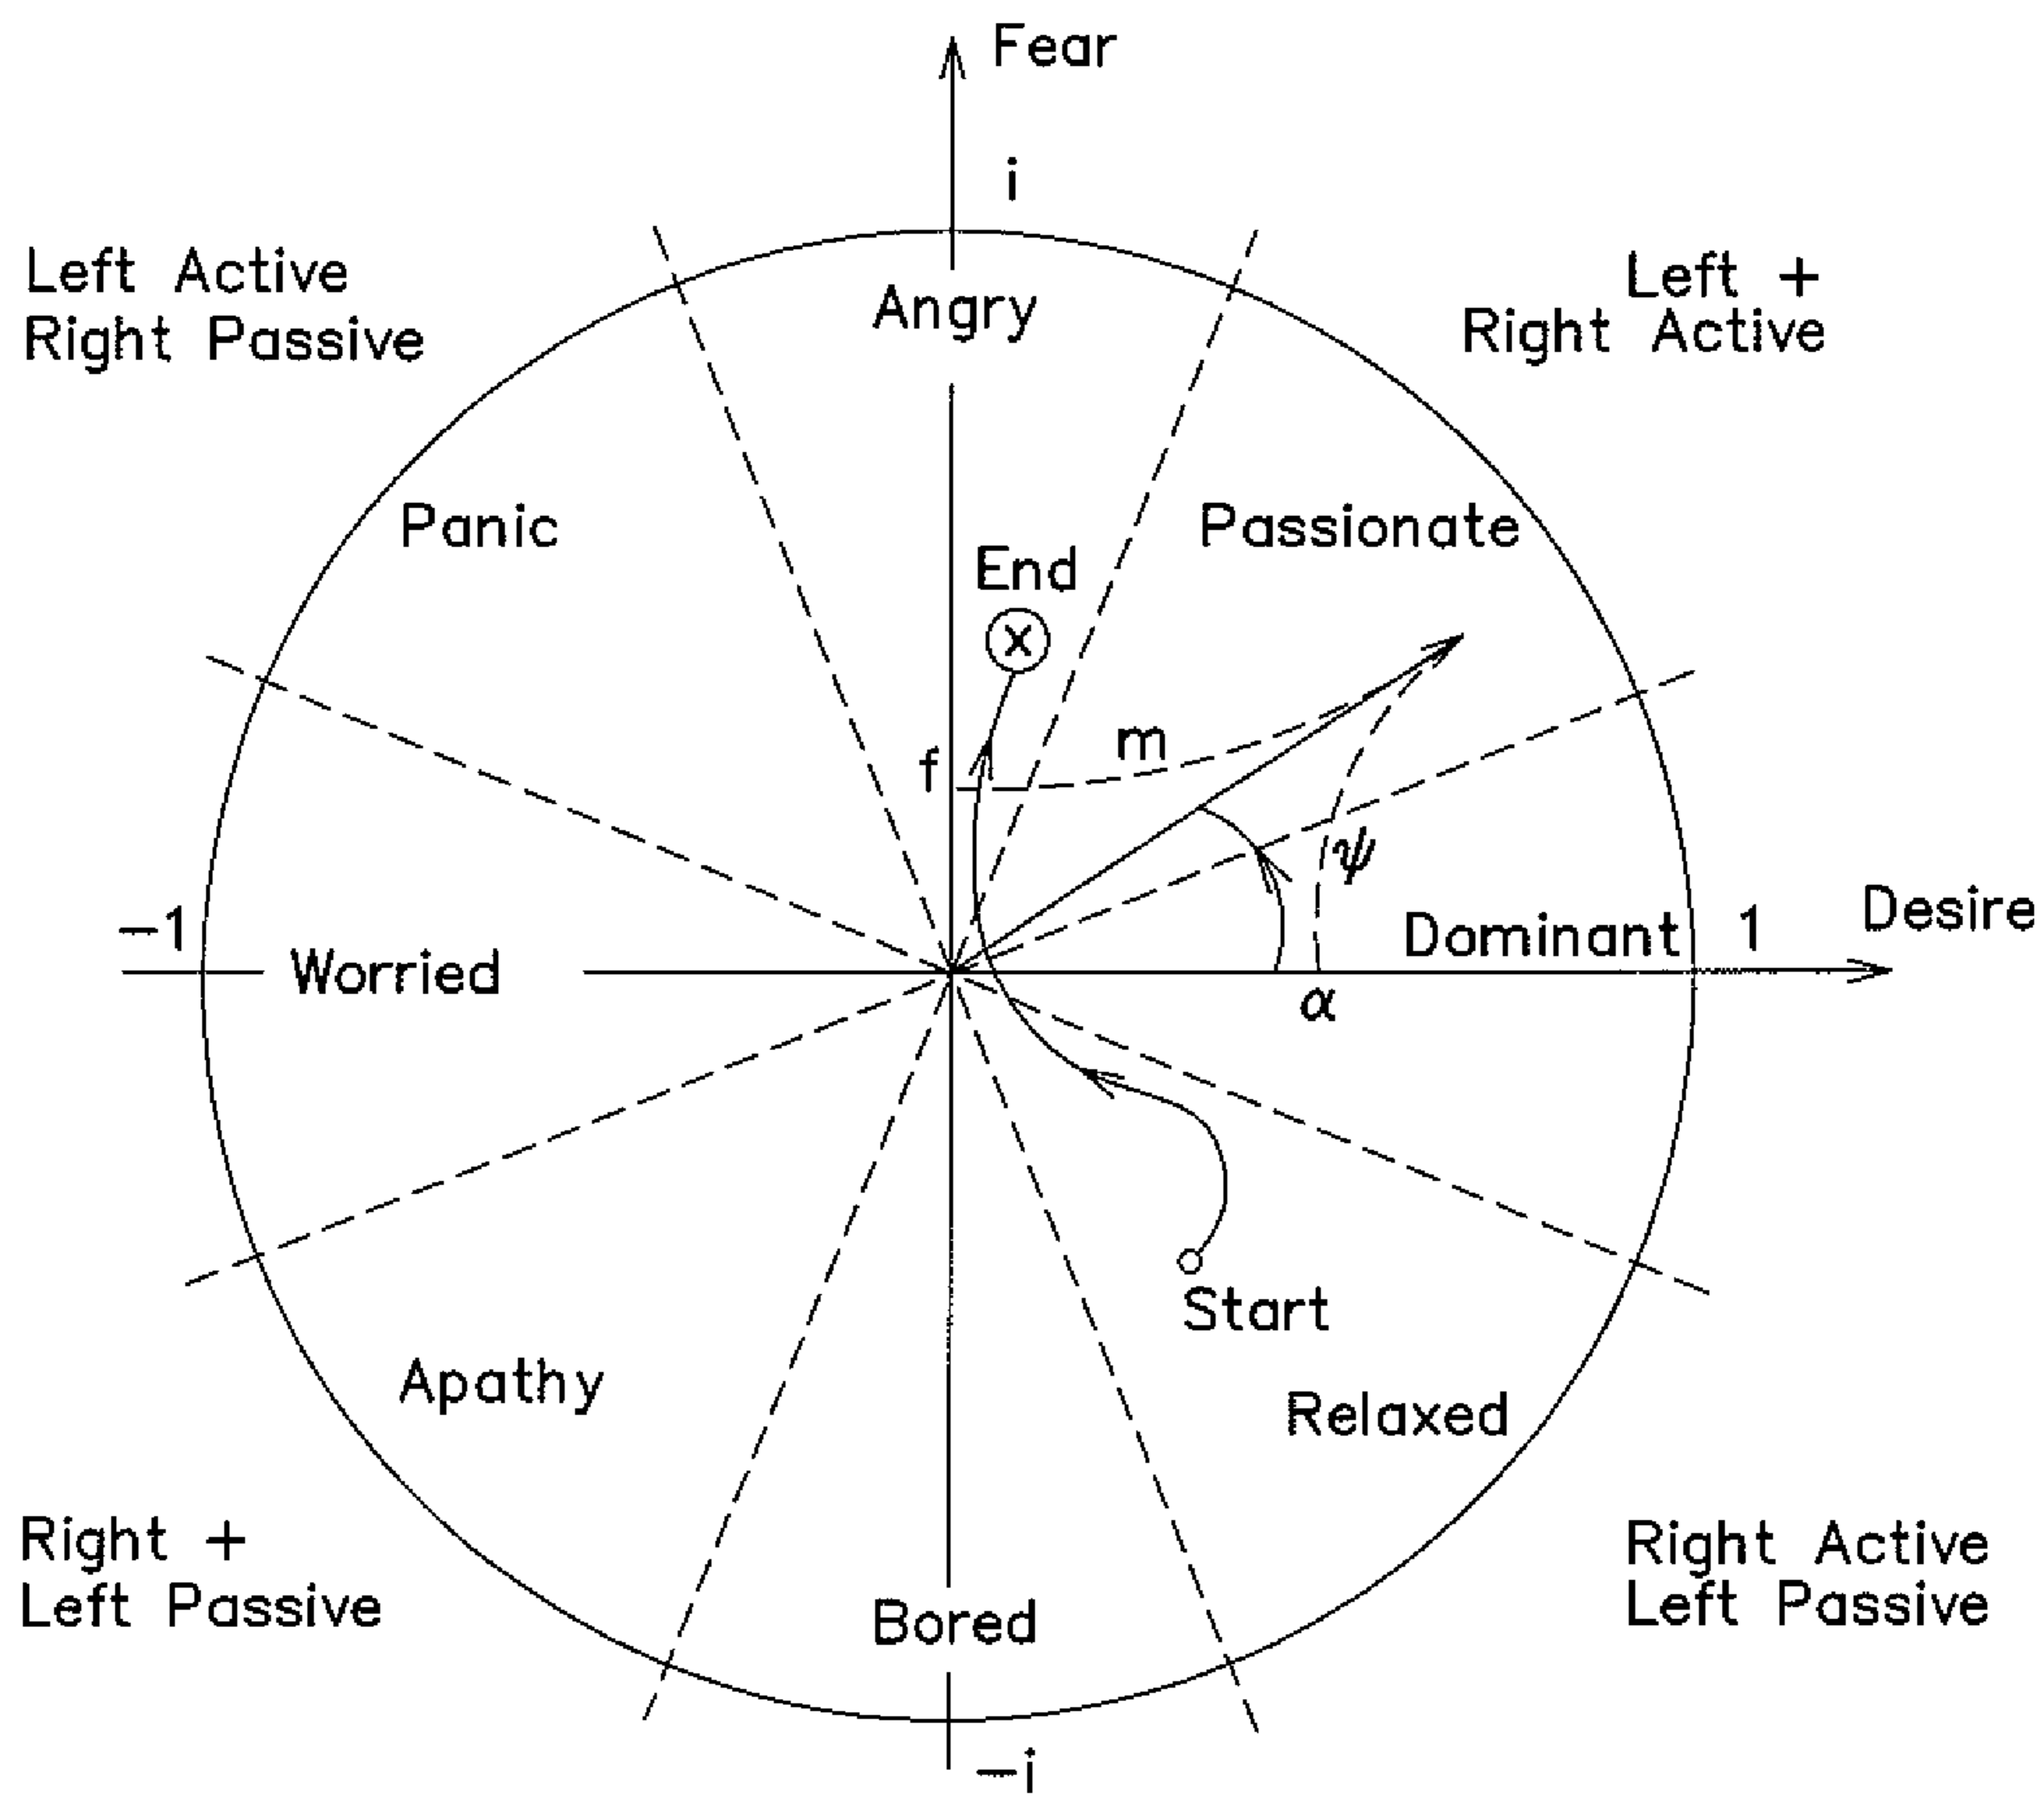 Fear
i
Left Active
Right Passive
Left +
Right Active
Angry
Panic
Passionate
End
X
m
f
ψ
-1
Worried
Dominant
1
Desire
α
Start
Apathy
Relaxed
Right +
Left Passive
Right Active
Left Passive
Bored
-i